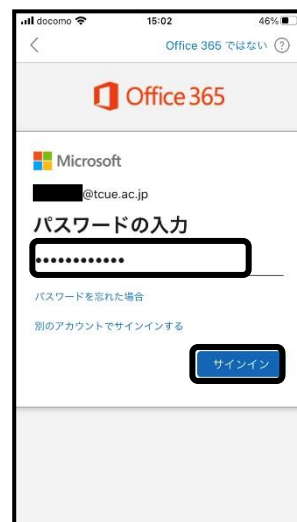 docomo 15:02 46%
Office 365 ではない ?
Office 365
Microsoft
@tcue.ac.jp
パスワードの入力
••••••••••••
パスワードを忘れた場合
別のアカウントでサインインする
サインイン